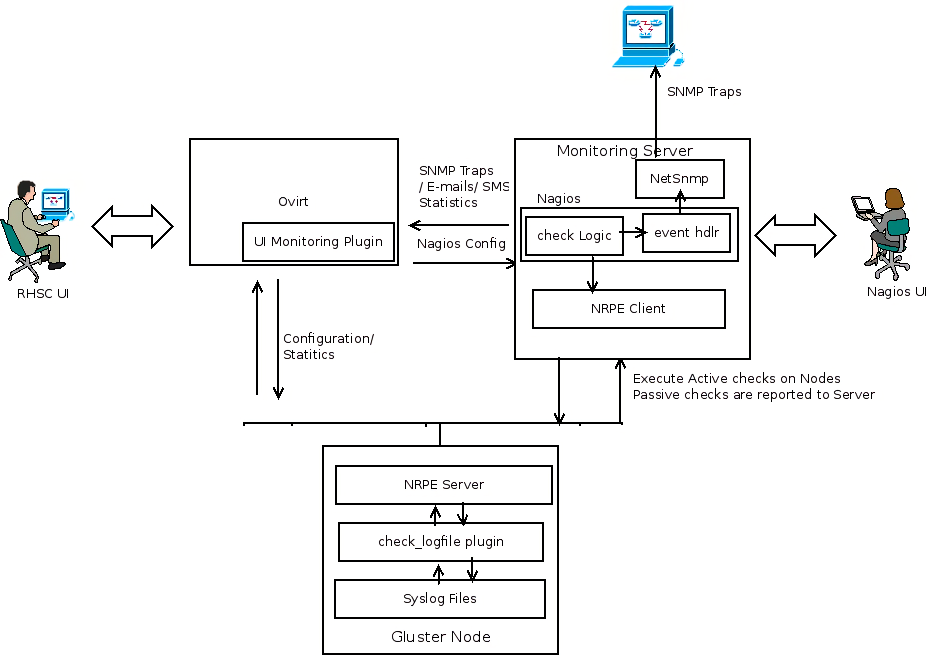 SNMP Traps
Monitoring Server
SNMP Traps
/ E-mails/ SMS
Statistics
NetSnmp
Nagios
Ovirt
UI Monitoring Plugin
Nagios Config
check Logic
event hdlr
RHSC UI
Nagios UI
NRPE Client
Configuration/
Statitics
Execute Active checks on Nodes
Passive checks are reported to Server
NRPE Server
check_logfile plugin
Syslog Files
Gluster Node